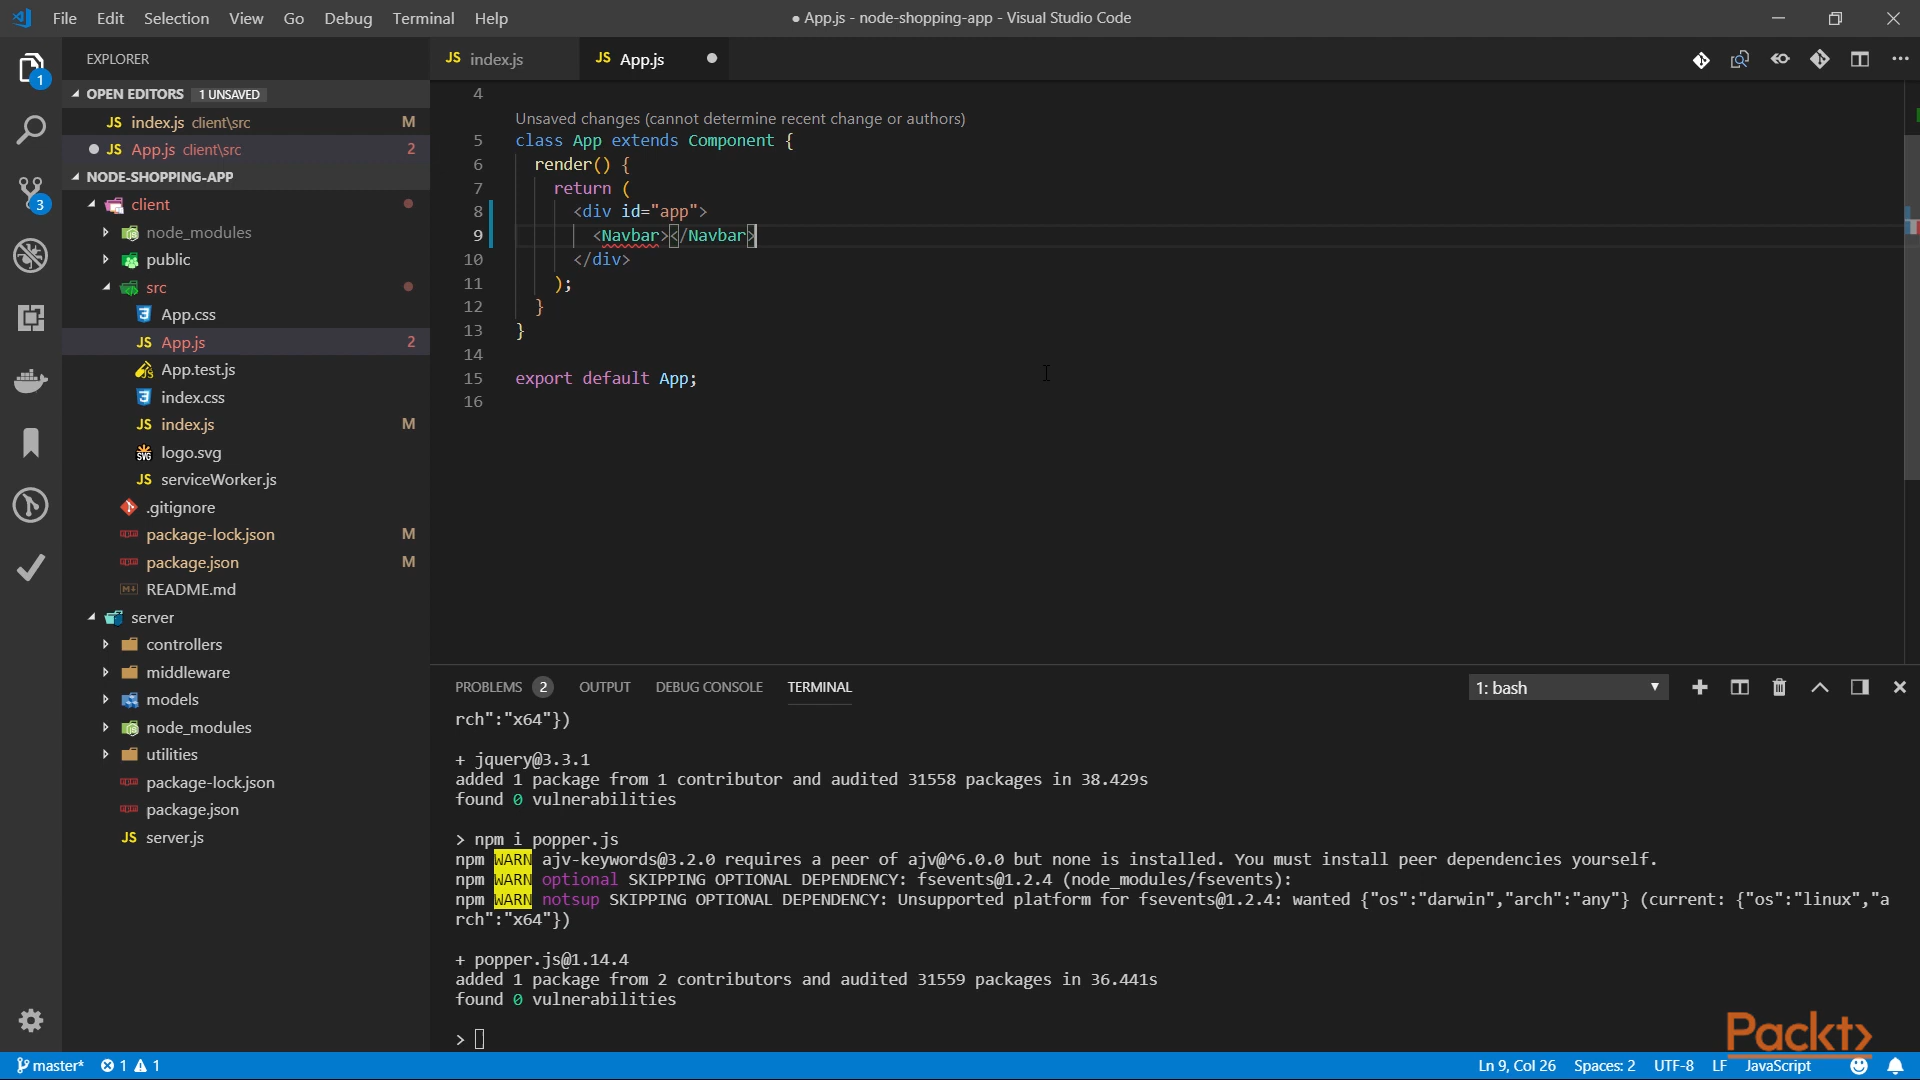 File Edit Selection View Go Debug Terminal Help
● App.js - node-shopping-app - Visual Studio Code
EXPLORER
JS index.js
JS App.js
OPEN EDITORS 1 UNSAVED
JS index.js client\src M
JS App.js client\src 2
NODE-SHOPPING-APP
client
node_modules
public
src
App.css
JS App.js 2
App.test.js
index.css
JS index.js M
SVG logo.svg
JS serviceWorker.js
.gitignore
package-lock.json M
package.json M
README.md
server
controllers
middleware
models
node_modules
utilities
package-lock.json
package.json
JS server.js
1
3
4
Unsaved changes (cannot determine recent change or authors)
5 class App extends Component {
6 render() {
7 return (
8 <div id="app">
9 <Navbar></Navbar>
10 </div>
11 );
12 }
13 }
14
15 export default App;
16
PROBLEMS 2 OUTPUT DEBUG CONSOLE TERMINAL
1: bash
rch":"x64"})
+ jquery@3.3.1
added 1 package from 1 contributor and audited 31558 packages in 38.429s
found 0 vulnerabilities
> npm i popper.js
npm WARN ajv-keywords@3.2.0 requires a peer of ajv@^6.0.0 but none is installed. You must install peer dependencies yourself.
npm WARN optional SKIPPING OPTIONAL DEPENDENCY: fsevents@1.2.4 (node_modules/fsevents):
npm WARN notsup SKIPPING OPTIONAL DEPENDENCY: Unsupported platform for fsevents@1.2.4: wanted {"os":"darwin","arch":"any"} (current: {"os":"linux","a
rch":"x64"})
+ popper.js@1.14.4
added 1 package from 2 contributors and audited 31559 packages in 36.441s
found 0 vulnerabilities
>
Packt>
master* 1 1
Ln 9, Col 26 Spaces: 2 UTF-8 LF JavaScript